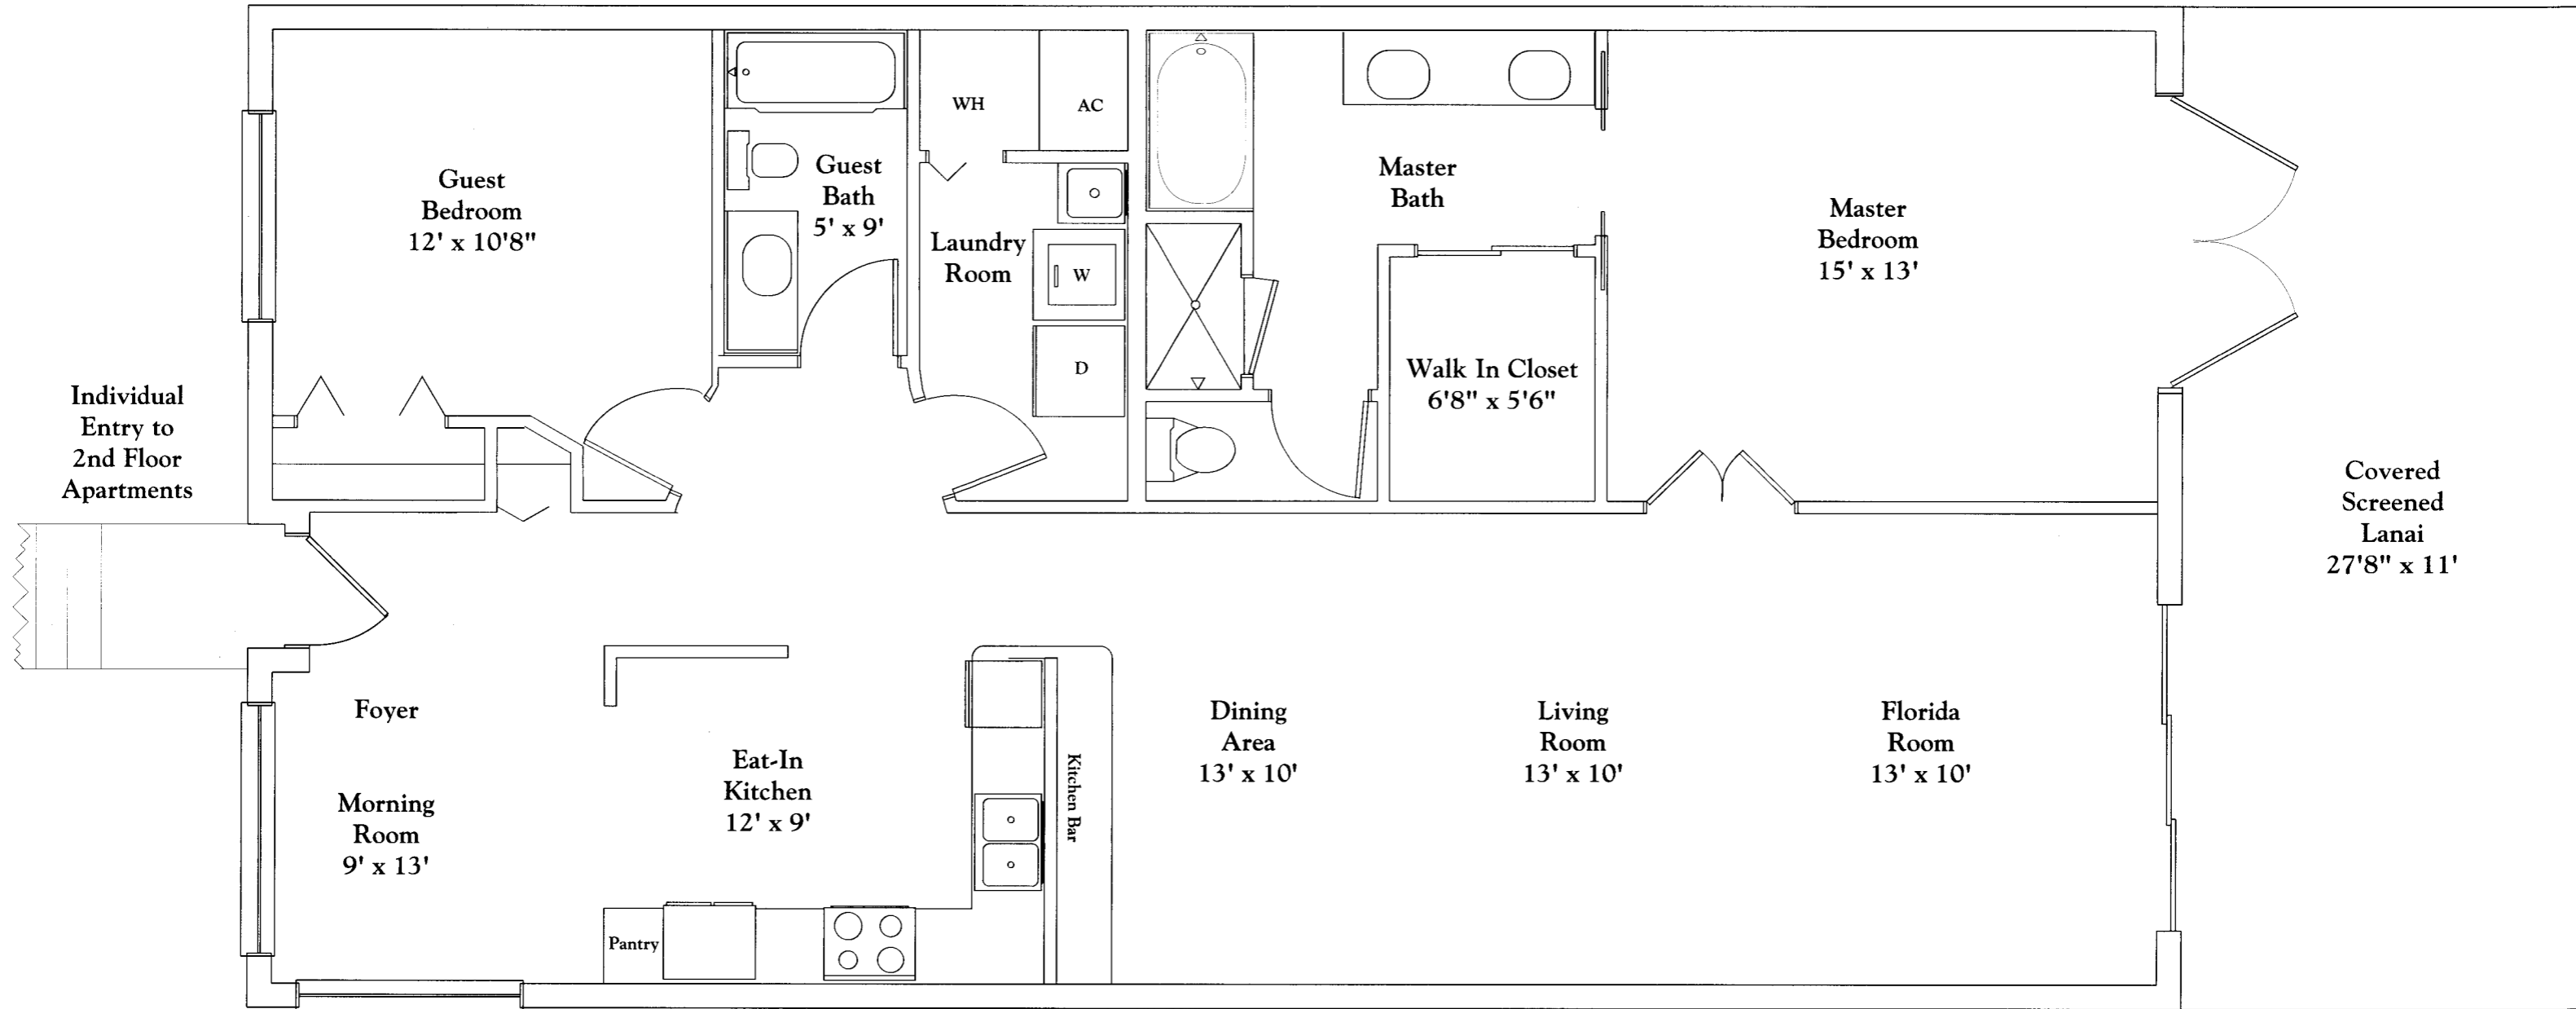 Guest
Bedroom
12' x 10'8"
Guest
Bath
5' x 9'
WH
AC
Laundry
Room
W
D
Master
Bath
Walk In Closet
6'8" x 5'6"
Master
Bedroom
15' x 13'
Individual
Entry to
2nd Floor
Apartments
Covered
Screened
Lanai
27'8" x 11'
Foyer
Morning
Room
9' x 13'
Eat-In
Kitchen
12' x 9'
Pantry
Kitchen Bar
Dining
Area
13' x 10'
Living
Room
13' x 10'
Florida
Room
13' x 10'